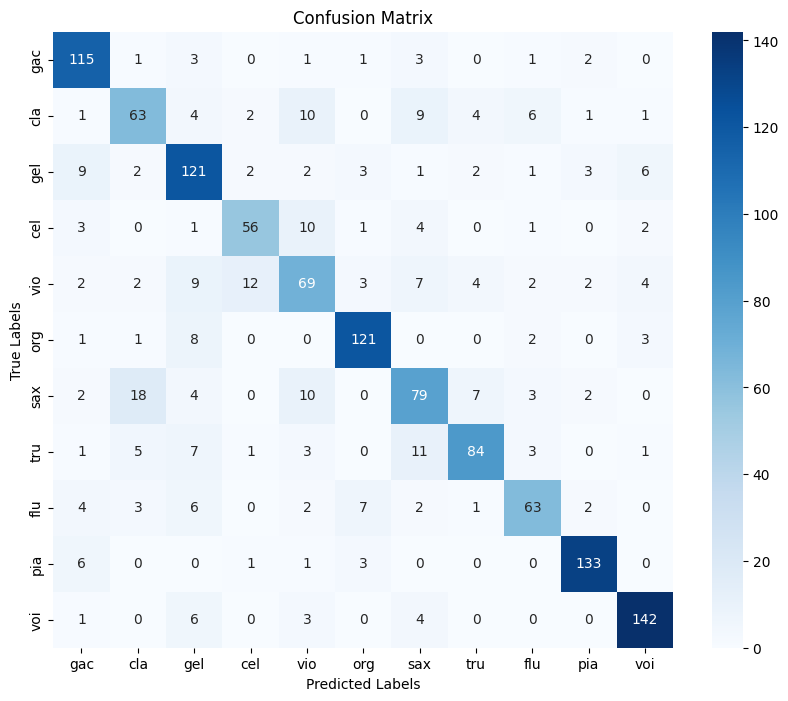 Confusion Matrix
gac 115 1 3 0 1 1 3 0 1 2 0
cla 1 63 4 2 10 0 9 4 6 1 1
gel 9 2 121 2 2 3 1 2 1 3 6
cel 3 0 1 56 10 1 4 0 1 0 2
vio 2 2 9 12 69 3 7 4 2 2 4
org 1 1 8 0 0 121 0 0 2 0 3
sax 2 18 4 0 10 0 79 7 3 2 0
tru 1 5 7 1 3 0 11 84 3 0 1
flu 4 3 6 0 2 7 2 1 63 2 0
pia 6 0 0 1 1 3 0 0 0 133 0
voi 1 0 6 0 3 4 0 0 0 142
gac cla gel cel vio org sax tru flu pia voi
Predicted Labels
True Labels
140
120
100
80
60
40
20
0